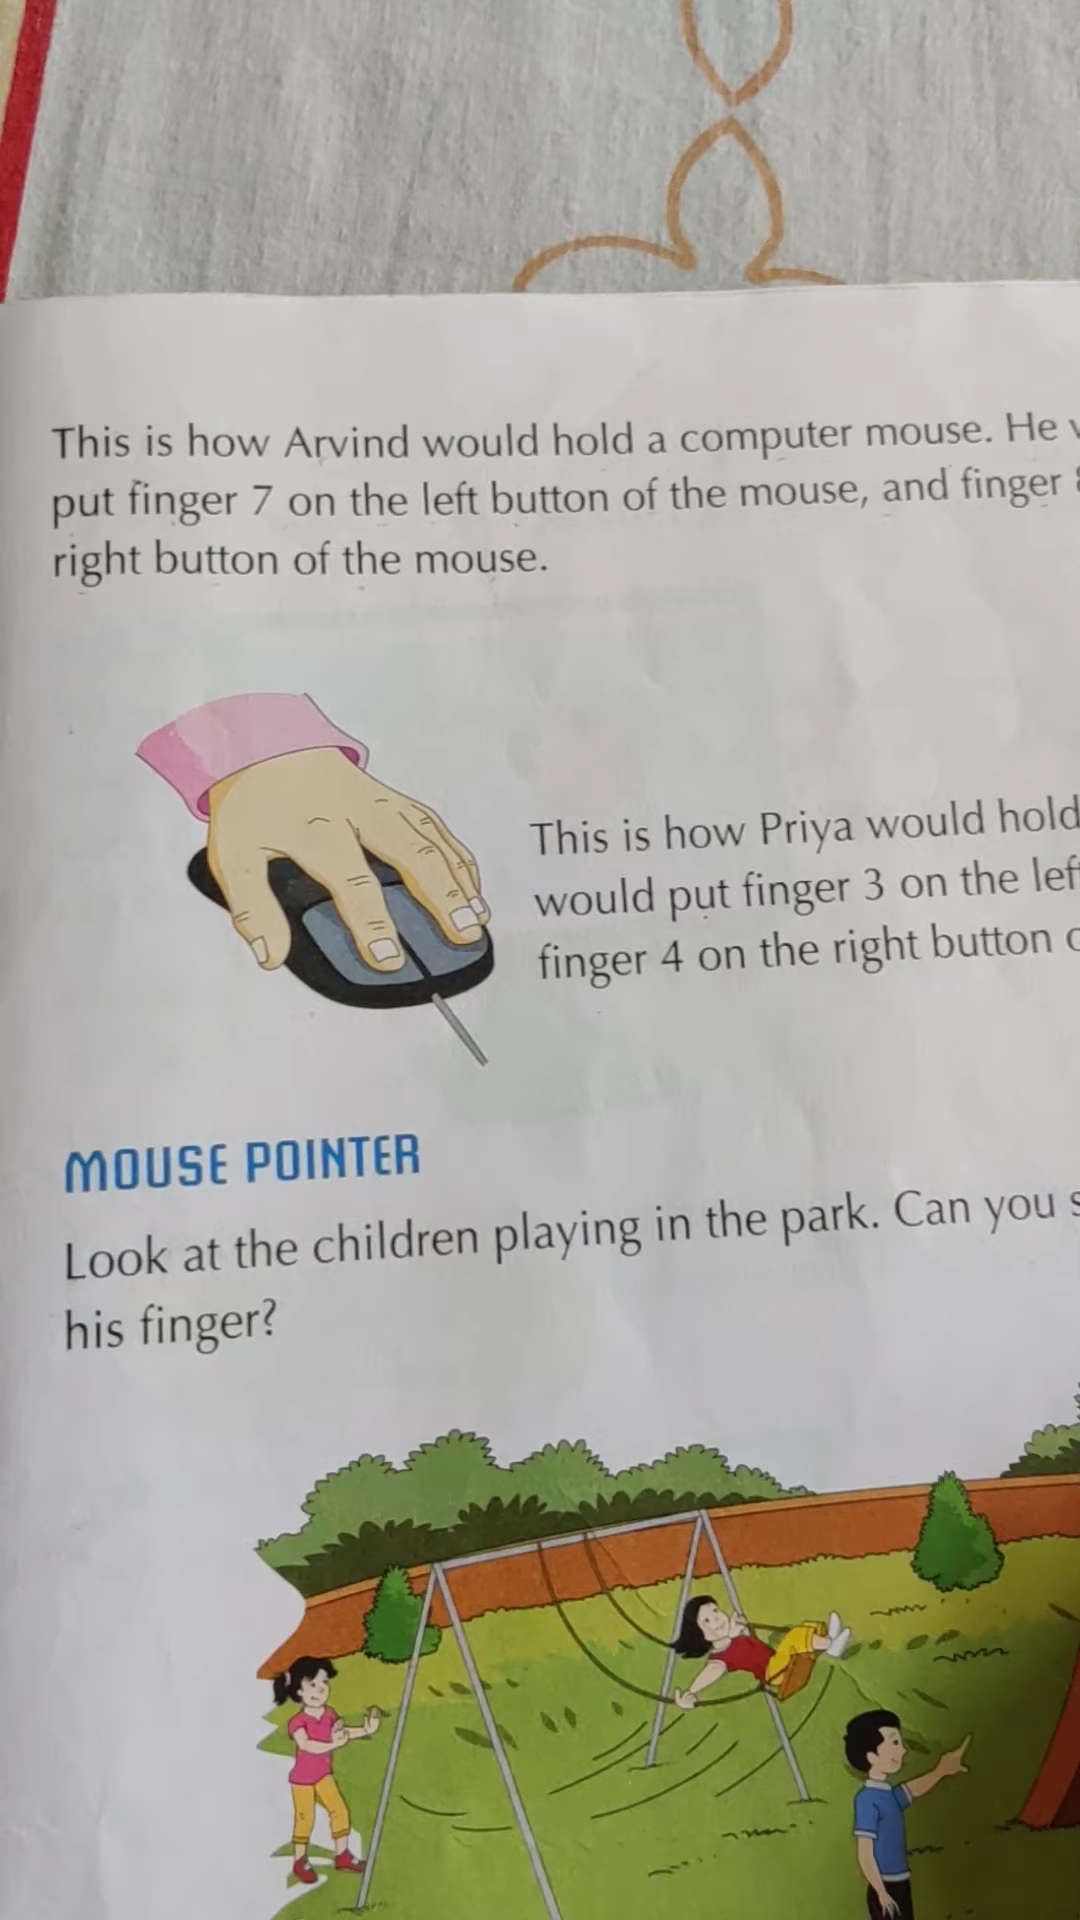 This is how Arvind would hold a computer mouse. He
put finger 7 on the left button of the mouse, and finger
right button of the mouse.
This is how Priya would hold
would put finger 3 on the
finger 4 on the right button
MOUSE POINTER
Look at the children playing in the park. Can you
his finger?